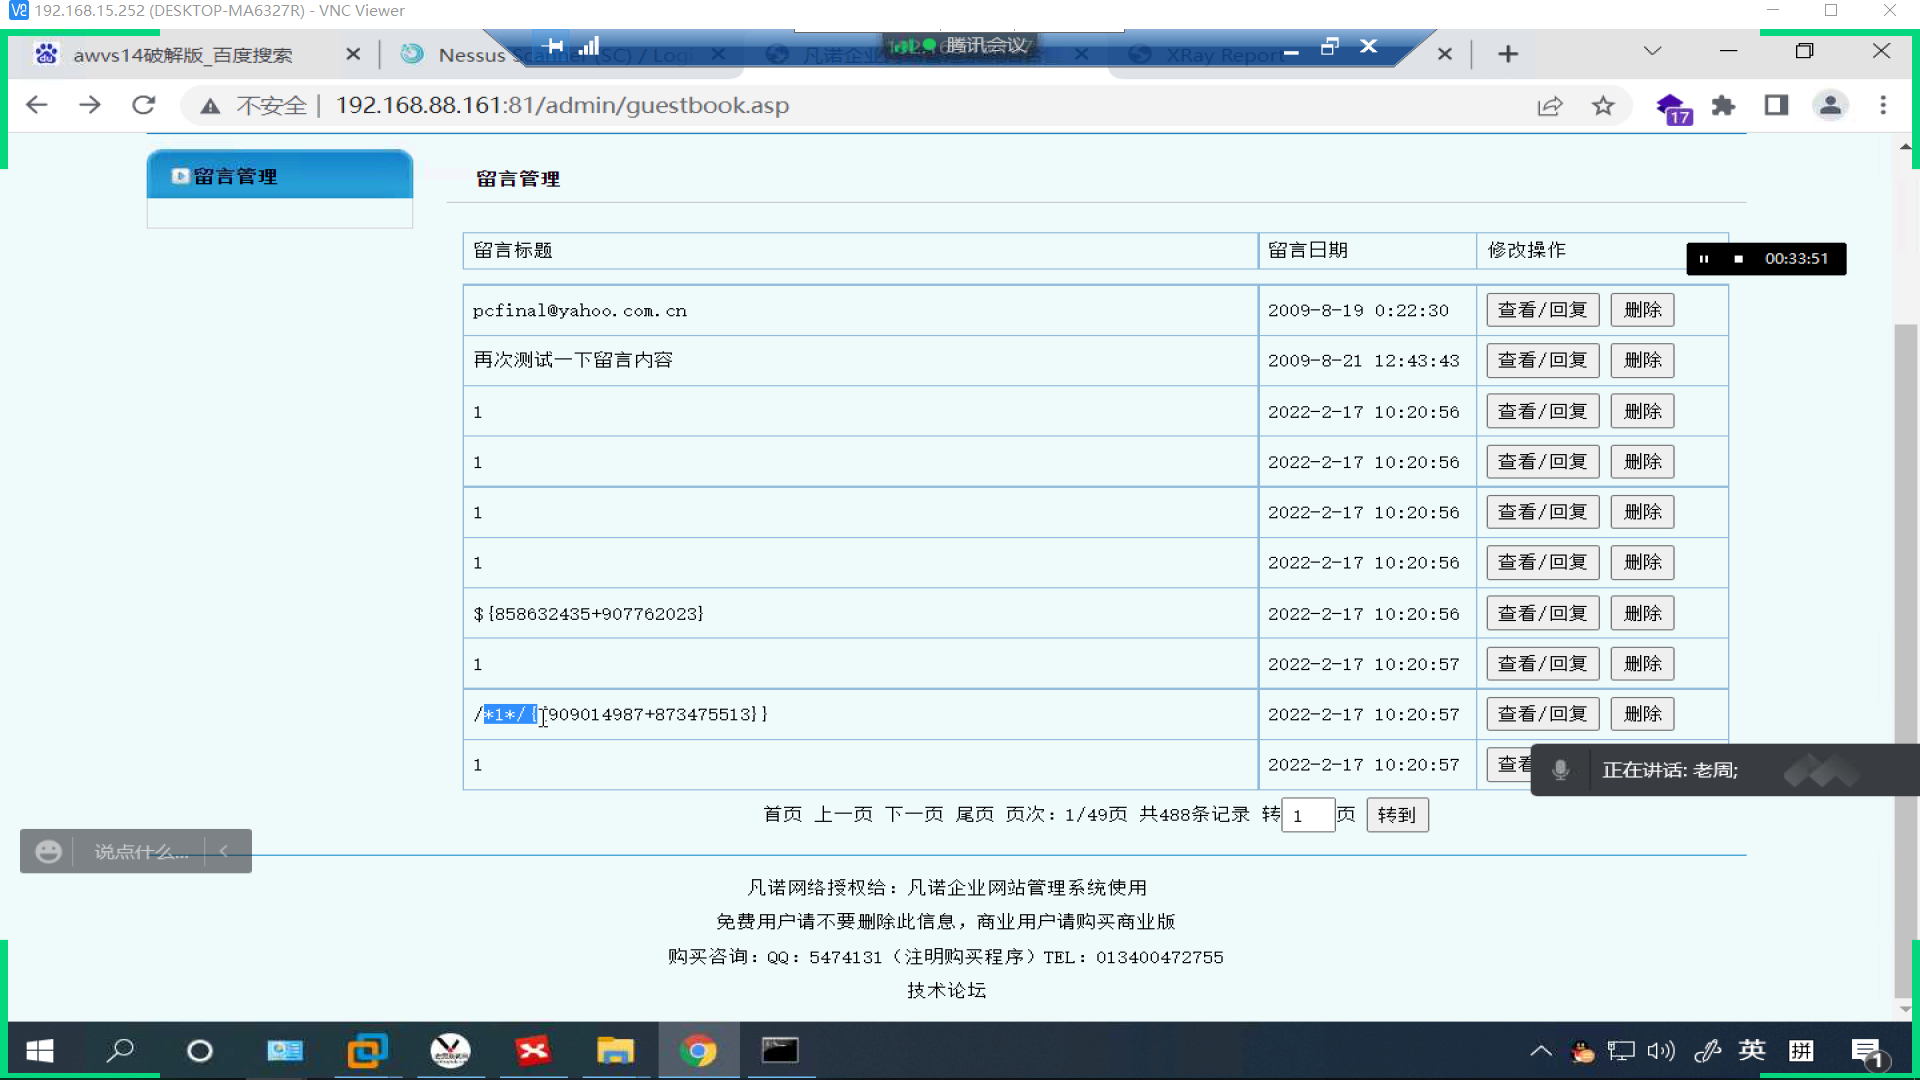 192.168.15.252 (DESKTOP-MA6327R) - VNC Viewer
awvs14破解版_百度搜索
Nessus Scanner (SC) / Logi
腾讯会议
XRay Report
不安全 | 192.168.88.161:81/admin/guestbook.asp
17
留言管理
留言管理
留言标题 留言日期 修改操作
00:33:51
pcfinal@yahoo.com.cn 2009-8-19 0:22:30 查看/回复 删除
再次测试一下留言内容 2009-8-21 12:43:43 查看/回复 删除
1 2022-2-17 10:20:56 查看/回复 删除
1 2022-2-17 10:20:56 查看/回复 删除
1 2022-2-17 10:20:56 查看/回复 删除
1 2022-2-17 10:20:56 查看/回复 删除
${858632435+907762023} 2022-2-17 10:20:56 查看/回复 删除
1 2022-2-17 10:20:57 查看/回复 删除
/*1*/{{909014987+873475513}} 2022-2-17 10:20:57 查看/回复 删除
1 2022-2-17 10:20:57 查看
正在讲话: 老周;
首页 上一页 下一页 尾页 页次：1/49页 共488条记录 转 1 页 转到
说点什么...
凡诺网络授权给：凡诺企业网站管理系统使用
免费用户请不要删除此信息，商业用户请购买商业版
购买咨询：QQ：5474131（注明购买程序）TEL：013400472755
技术论坛
英 拼 1